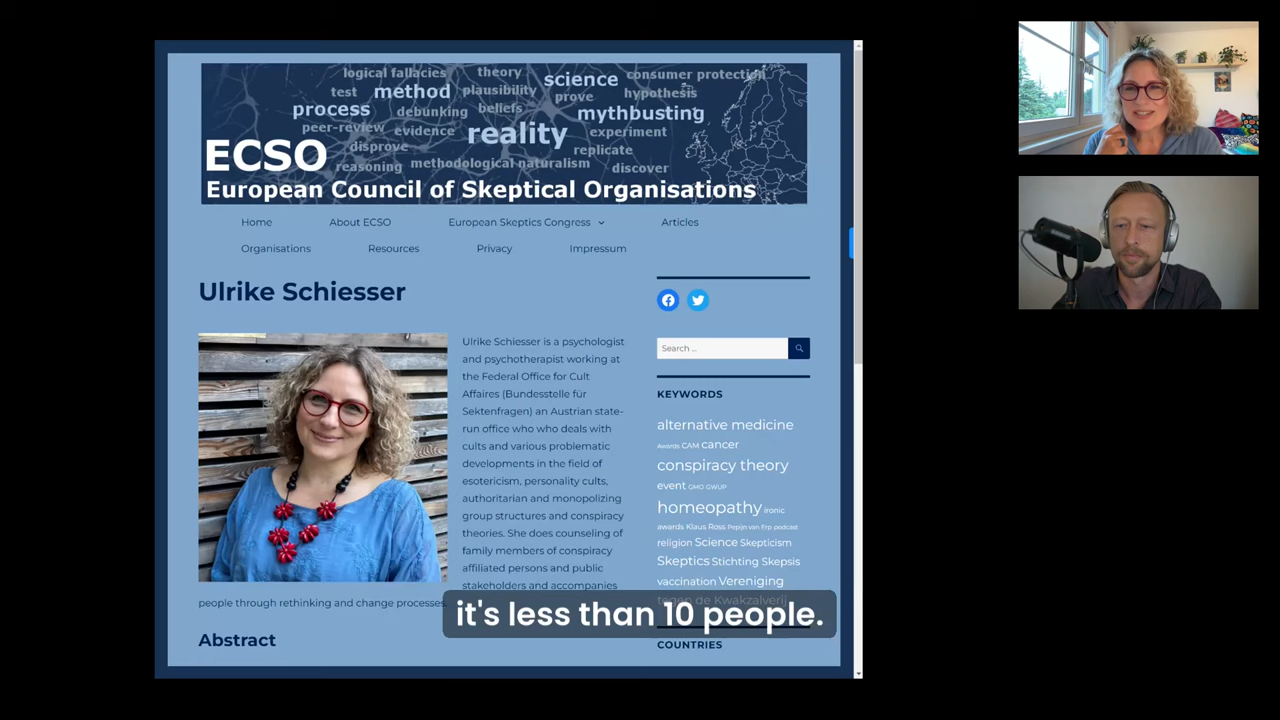 logical fallacies theory science consumer protection
test method plausibility prove hypothesis
process debunking beliefs mythbusting
peer-review evidence reality experiment
disprove replicate
ECSO reasoning methodological naturalism discover
European Council of Skeptical Organisations
Home About ECSO European Skeptics Congress Articles
Organisations Resources Privacy Impressum
Ulrike Schiesser
Ulrike Schiesser is a psychologist
and psychotherapist working at
the Federal Office for Cult
Affaires (Bundesstelle für
Sektenfragen) an Austrian state-
run office who who deals with
cults and various problematic
developments in the field of
esotericism, personality cults,
authoritarian and monopolizing
group structures and conspiracy
theories. She does counseling of
family members of conspiracy
affiliated persons and public
stakeholders and accompanies
people through rethinking and change processes.
Abstract
Search ...
KEYWORDS
alternative medicine
Awards CAM cancer
conspiracy theory
event GMO GWUP
homeopathy ironic
awards Klaus Ross Pepijn van Erp podcast
religion Science Skepticism
Skeptics Stichting Skepsis
vaccination Vereniging
tegen de Kwakzalverij
COUNTRIES
it's less than 10 people.